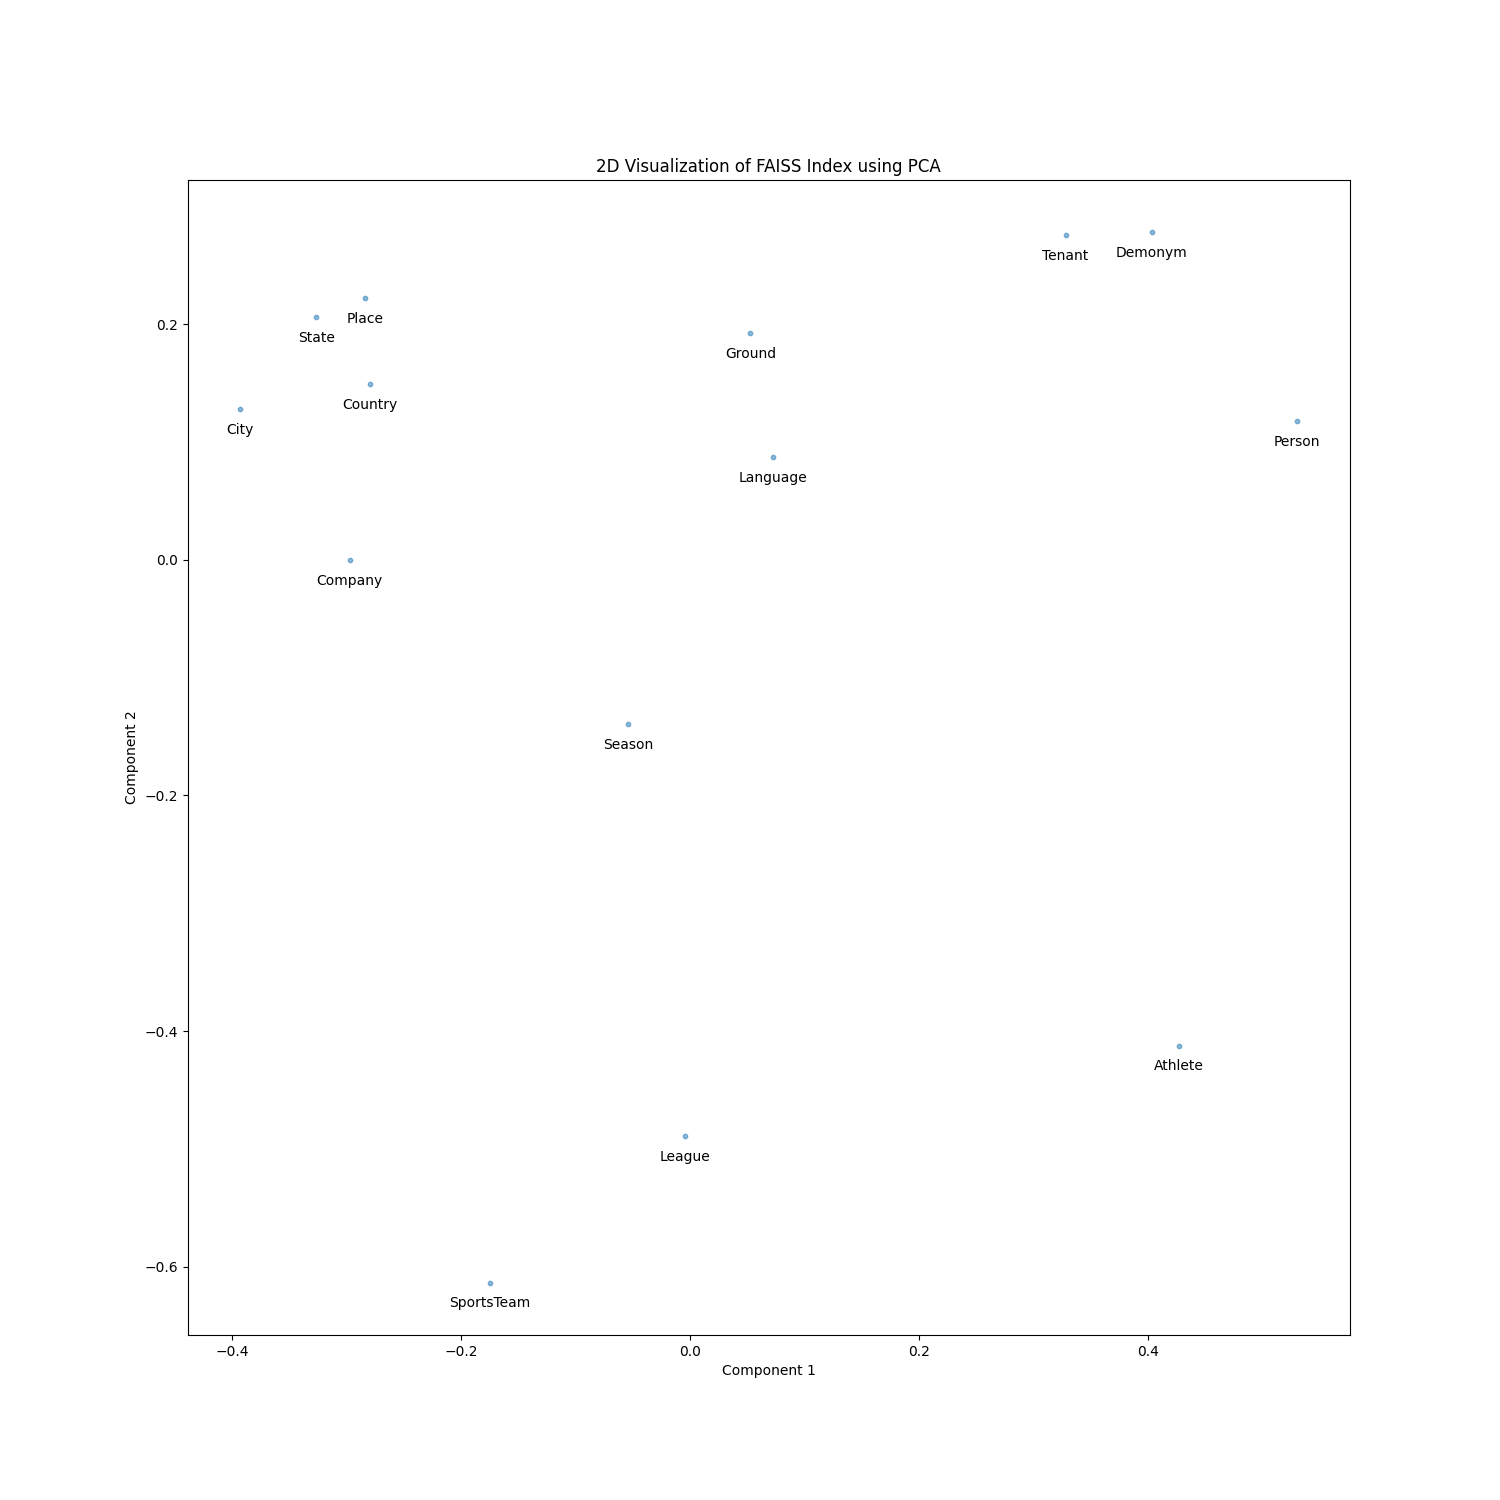 2D Visualization of FAISS Index using PCA
Tenant
Demonym
Place
State
Ground
Country
City
Person
Language
Company
Season
Athlete
League
SportsTeam
0.2
0.0
−0.2
−0.4
−0.6
Component 2
−0.4
−0.2
0.0
0.2
0.4
Component 1